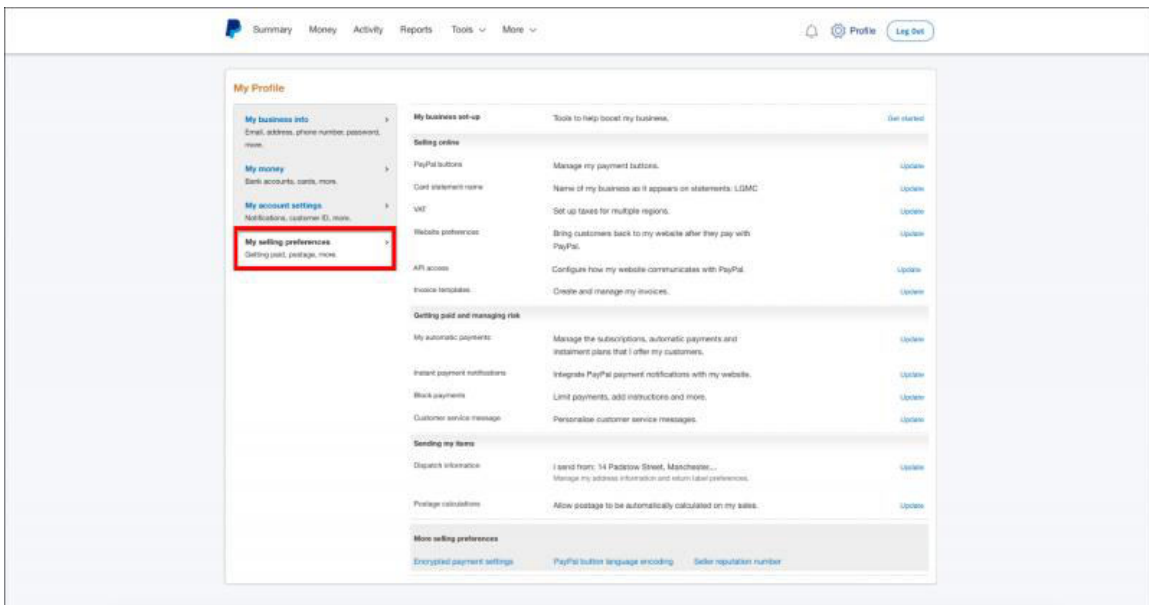 Summary Money Activity Reports Tools More Profile Log Out
My Profile
My business info
Email, address, phone number, password,
more.
My money
Bank accounts, cards, more.
My account settings
Notifications, customer ID, more.
My selling preferences
Getting paid, postage, more.
My business set-up Tools to help boost my business. Get started
Selling online
PayPal buttons Manage my payment buttons. Update
Card statement name Name of my business as it appears on statements: LGMC Update
VAT Set up taxes for multiple regions. Update
Website preferences Bring customers back to my website after they pay with Update
PayPal.
API access Configure how my website communicates with PayPal. Update
Invoice templates Create and manage my invoices. Update
Getting paid and managing risk
My automatic payments Manage the subscriptions, automatic payments and Update
instalment plans that I offer my customers.
Instant payment notifications Integrate PayPal payment notifications with my website. Update
Block payments Limit payments, add instructions and more. Update
Customer service message Personalise customer service messages. Update
Sending my items
Dispatch information I send from: 14 Padstow Street, Manchester,... Update
Manage my address information and return label preferences.
Postage calculations Allow postage to be automatically calculated on my sales. Update
More selling preferences
Encrypted payment settings PayPal button language encoding Seller reputation number